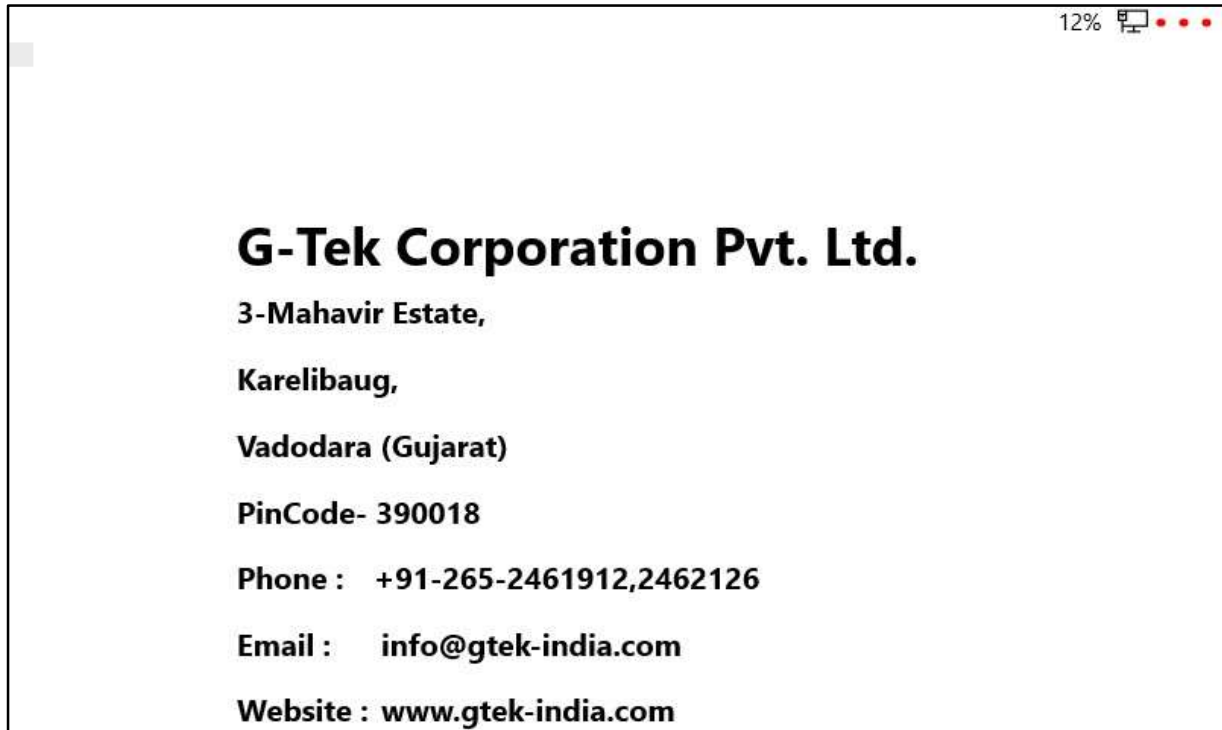 12%
G-Tek Corporation Pvt. Ltd.
3-Mahavir Estate,
Karelibaug,
Vadodara (Gujarat)
PinCode- 390018
Phone : +91-265-2461912,2462126
Email : info@gtek-india.com
Website : www.gtek-india.com